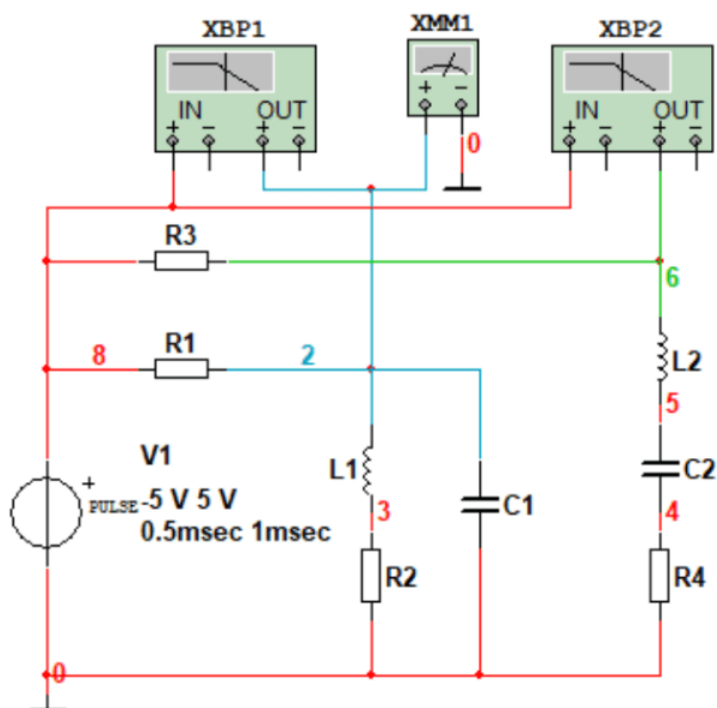 XBP1
XMM1
XBP2
IN OUT
+ - + -
+ -
IN OUT
+ - + -
0
R3
6
8
R1
2
L2
5
V1
+
PULSE
-5 V 5 V
0.5msec 1msec
L1
3
C1
C2
4
R2
R4
0